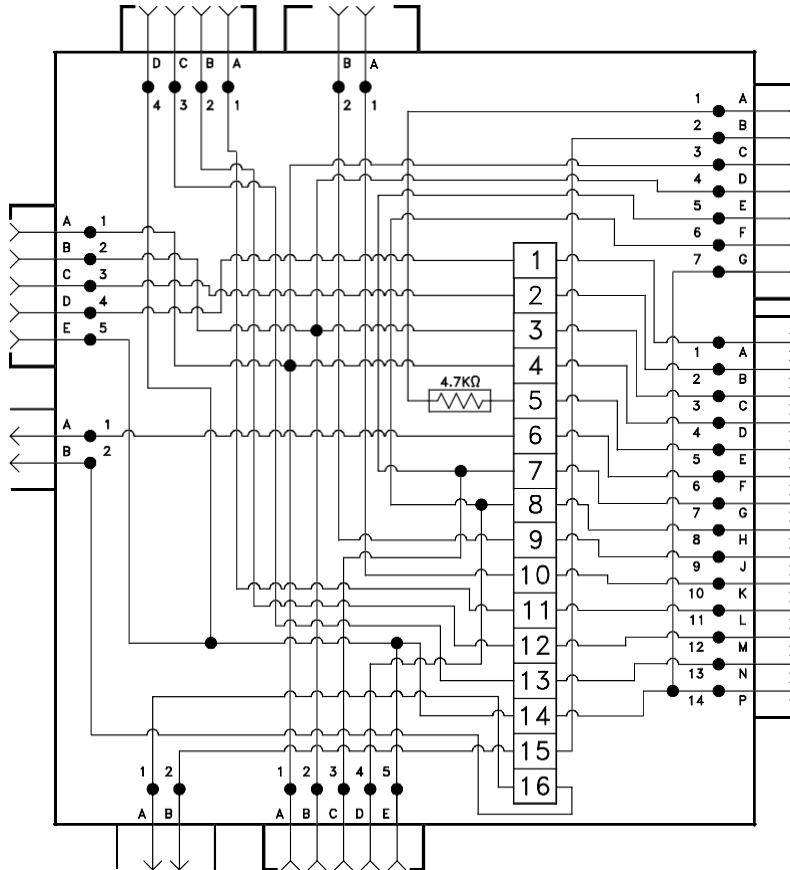 D C B A
4 3 2 1
B A
2 1
1 A
2 B
3 C
4 D
5 E
6 F
7 G
A 1
B 2
C 3
D 4
E 5
A 1
B 2
4.7KΩ
1
2
3
4
5
6
7
8
9
10
11
12
13
14
15
16
1 A
2 B
3 C
4 D
5 E
6 F
7 G
8 H
9 J
10 K
11 L
12 M
13 N
14 P
1 2
A B
1 2 3 4 5
A B C D E